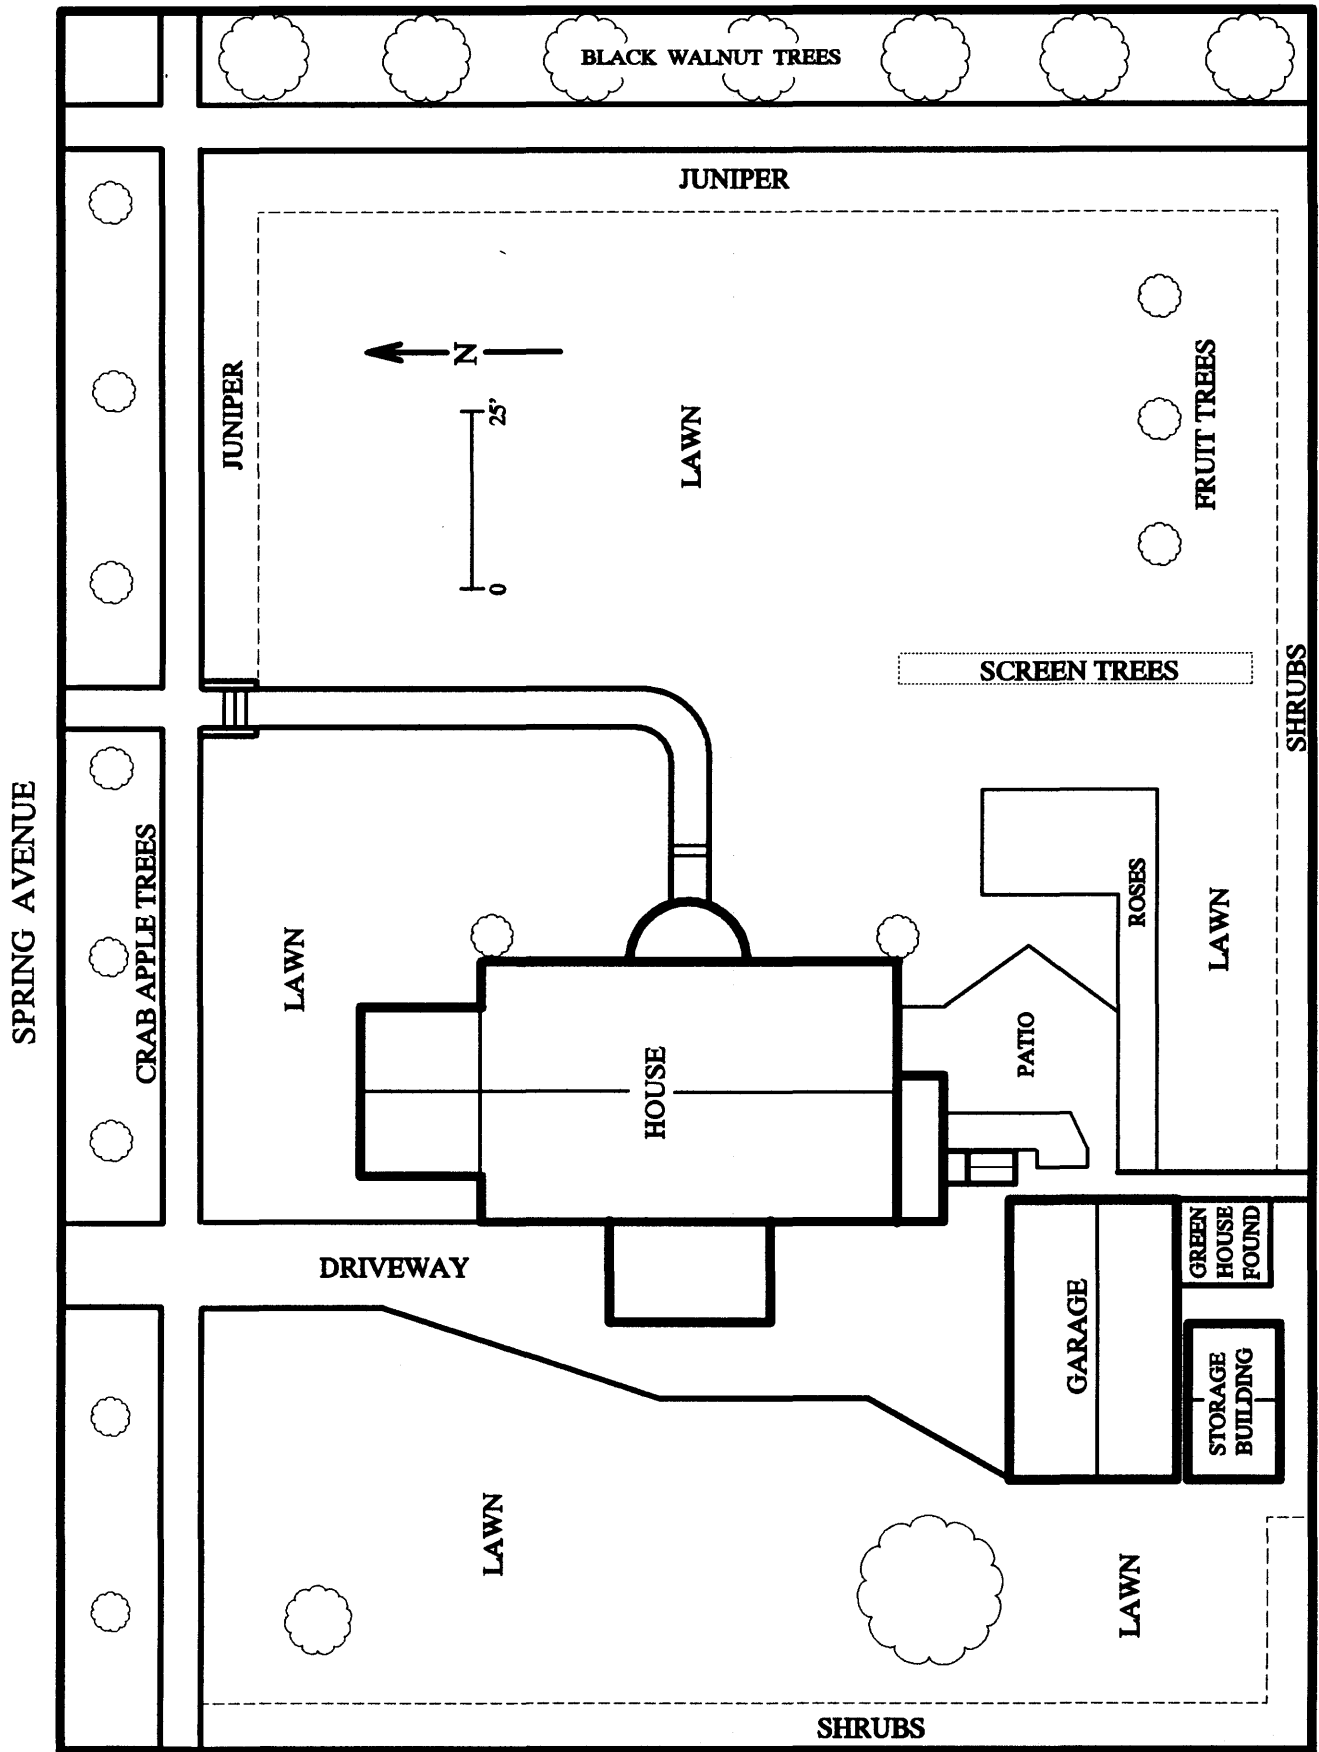 BLACK WALNUT TREES
JUNIPER
JUNIPER
N
25'
0
LAWN
FRUIT TREES
SCREEN TREES
SHRUBS
SPRING AVENUE
CRAB APPLE TREES
LAWN
ROSES
LAWN
PATIO
HOUSE
DRIVEWAY
GREEN
HOUSE
FOUND
GARAGE
STORAGE
BUILDING
LAWN
LAWN
SHRUBS